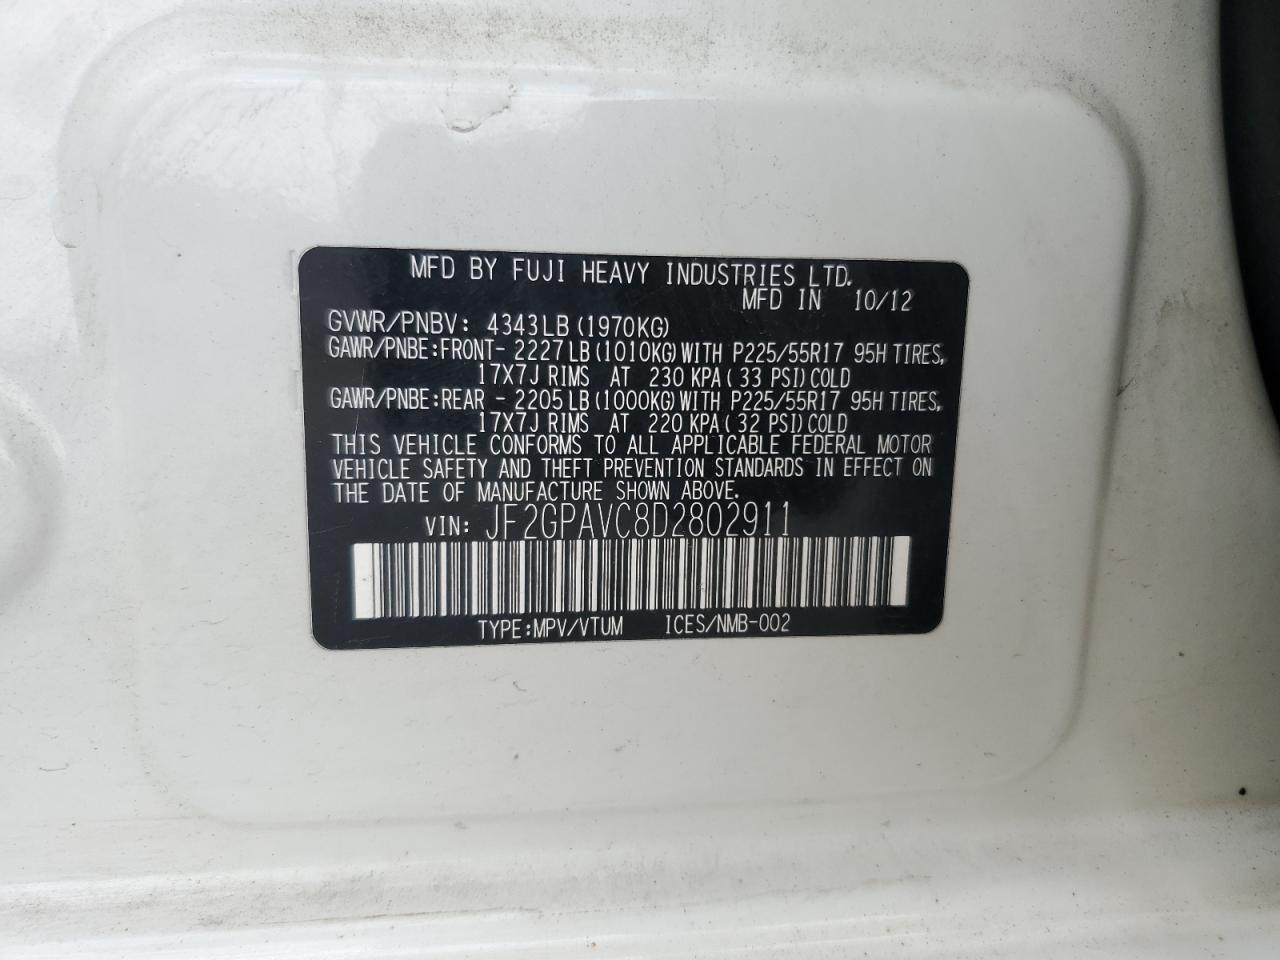 MFD BY FUJI HEAVY INDUSTRIES LTD.
MFD IN 10/12
GVWR/PNBV: 4343LB (1970KG)
GAWR/PNBE:FRONT- 2227LB (1010KG) WITH P225/55R17 95H TIRES,
17X7J RIMS AT 230 KPA( 33 PSI) COLD
GAWR/PNBE:REAR - 2205LB (1000KG) WITH P225/55R17 95H TIRES,
17X7J RIMS AT 220 KPA( 32 PSI) COLD
THIS VEHICLE CONFORMS TO ALL APPLICABLE FEDERAL MOTOR
VEHICLE SAFETY AND THEFT PREVENTION STANDARDS IN EFFECT ON
THE DATE OF MANUFACTURE SHOWN ABOVE.
VIN: JF2GPAVC8D2802911
TYPE:MPV/VTUM ICES/NMB-002